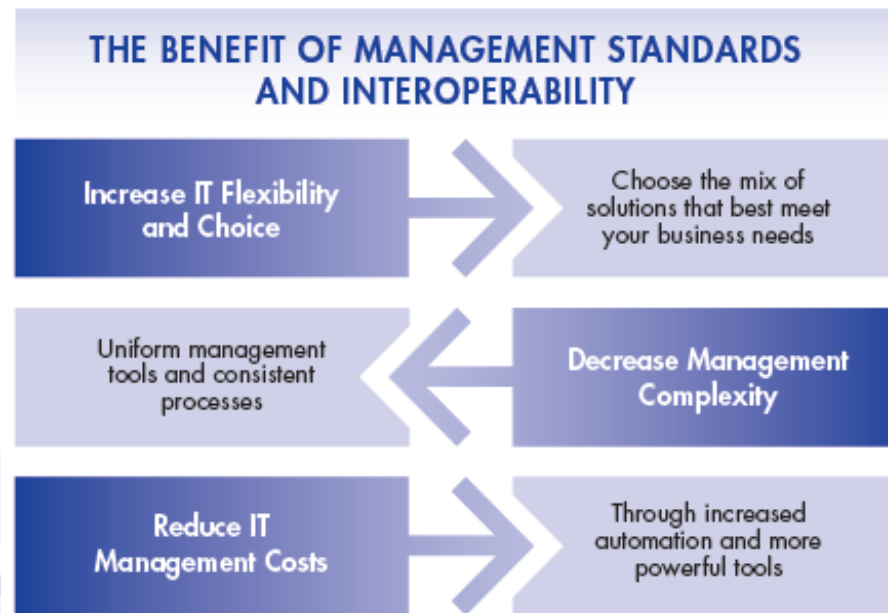 THE BENEFIT OF MANAGEMENT STANDARDS
AND INTEROPERABILITY
Increase IT Flexibility
and Choice
Choose the mix of
solutions that best meet
your business needs
Uniform management
tools and consistent
processes
Decrease Management
Complexity
Reduce IT
Management Costs
Through increased
automation and more
powerful tools